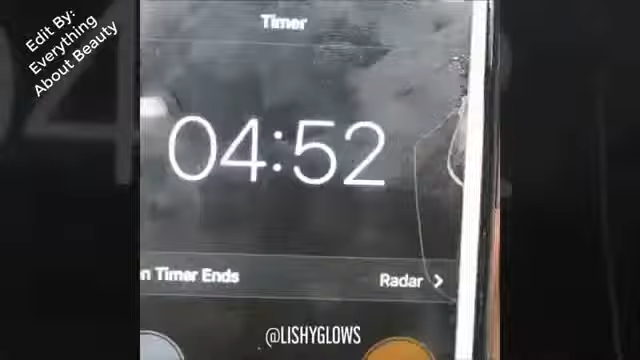 Edit By:
Everything
About Beauty
Timer
04:52
n Timer Ends
Radar
@LISHYGLOWS